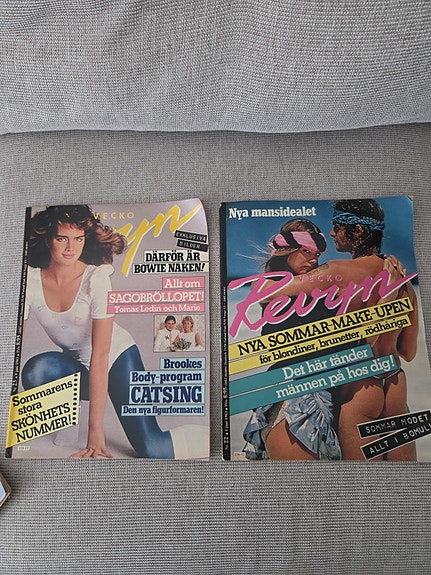 VECKO
Revyn
EXKLUSIVA
BILDER
DÄRFÖR ÄR
BOWIE NAKEN!
Allt om
SAGOBRÖLLOPET!
Tomas Ledin och Marie
Brookes
Body-program
CATSING
Den nya figurformaren!
Sommarens
stora
SKÖNHETS
NUMMER!
Nya mansidealet
VECKO
Revyn
NYA SOMMAR-MAKE-UPEN
för blondiner, brunetter, rödhåriga
Det här tänder
männen på hos dig!
SOMMAR MODET
ALLT I BOMUL